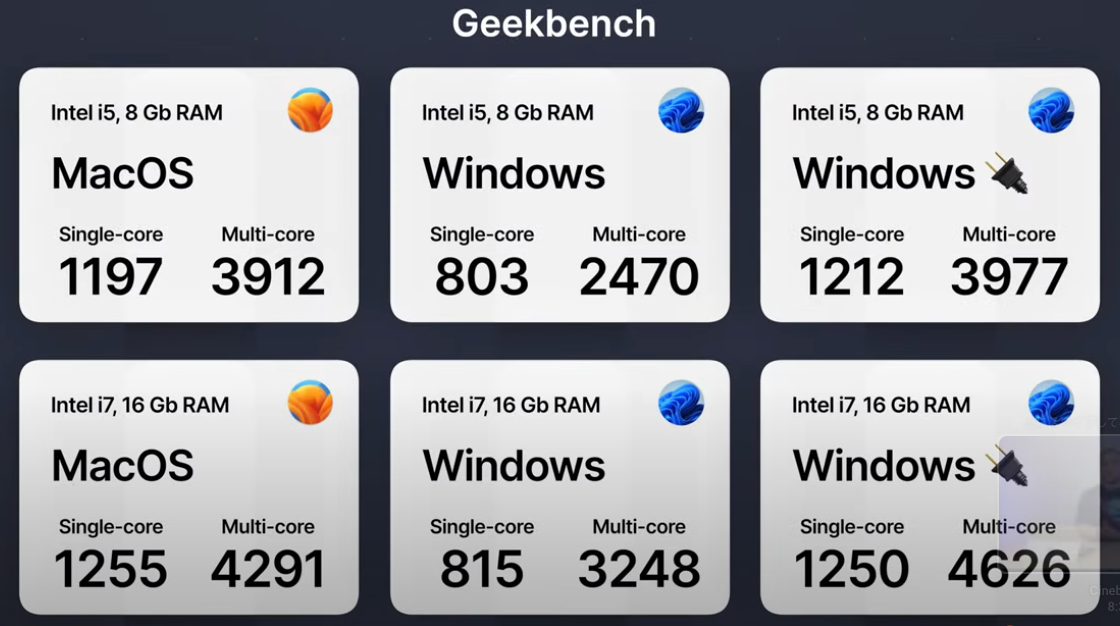 Geekbench
Intel i5, 8 Gb RAM
MacOS
Single-core Multi-core
1197 3912
Intel i5, 8 Gb RAM
Windows
Single-core Multi-core
803 2470
Intel i5, 8 Gb RAM
Windows
Single-core Multi-core
1212 3977
Intel i7, 16 Gb RAM
MacOS
Single-core Multi-core
1255 4291
Intel i7, 16 Gb RAM
Windows
Single-core Multi-core
815 3248
Intel i7, 16 Gb RAM
Windows
Single-core Multi-core
1250 4626